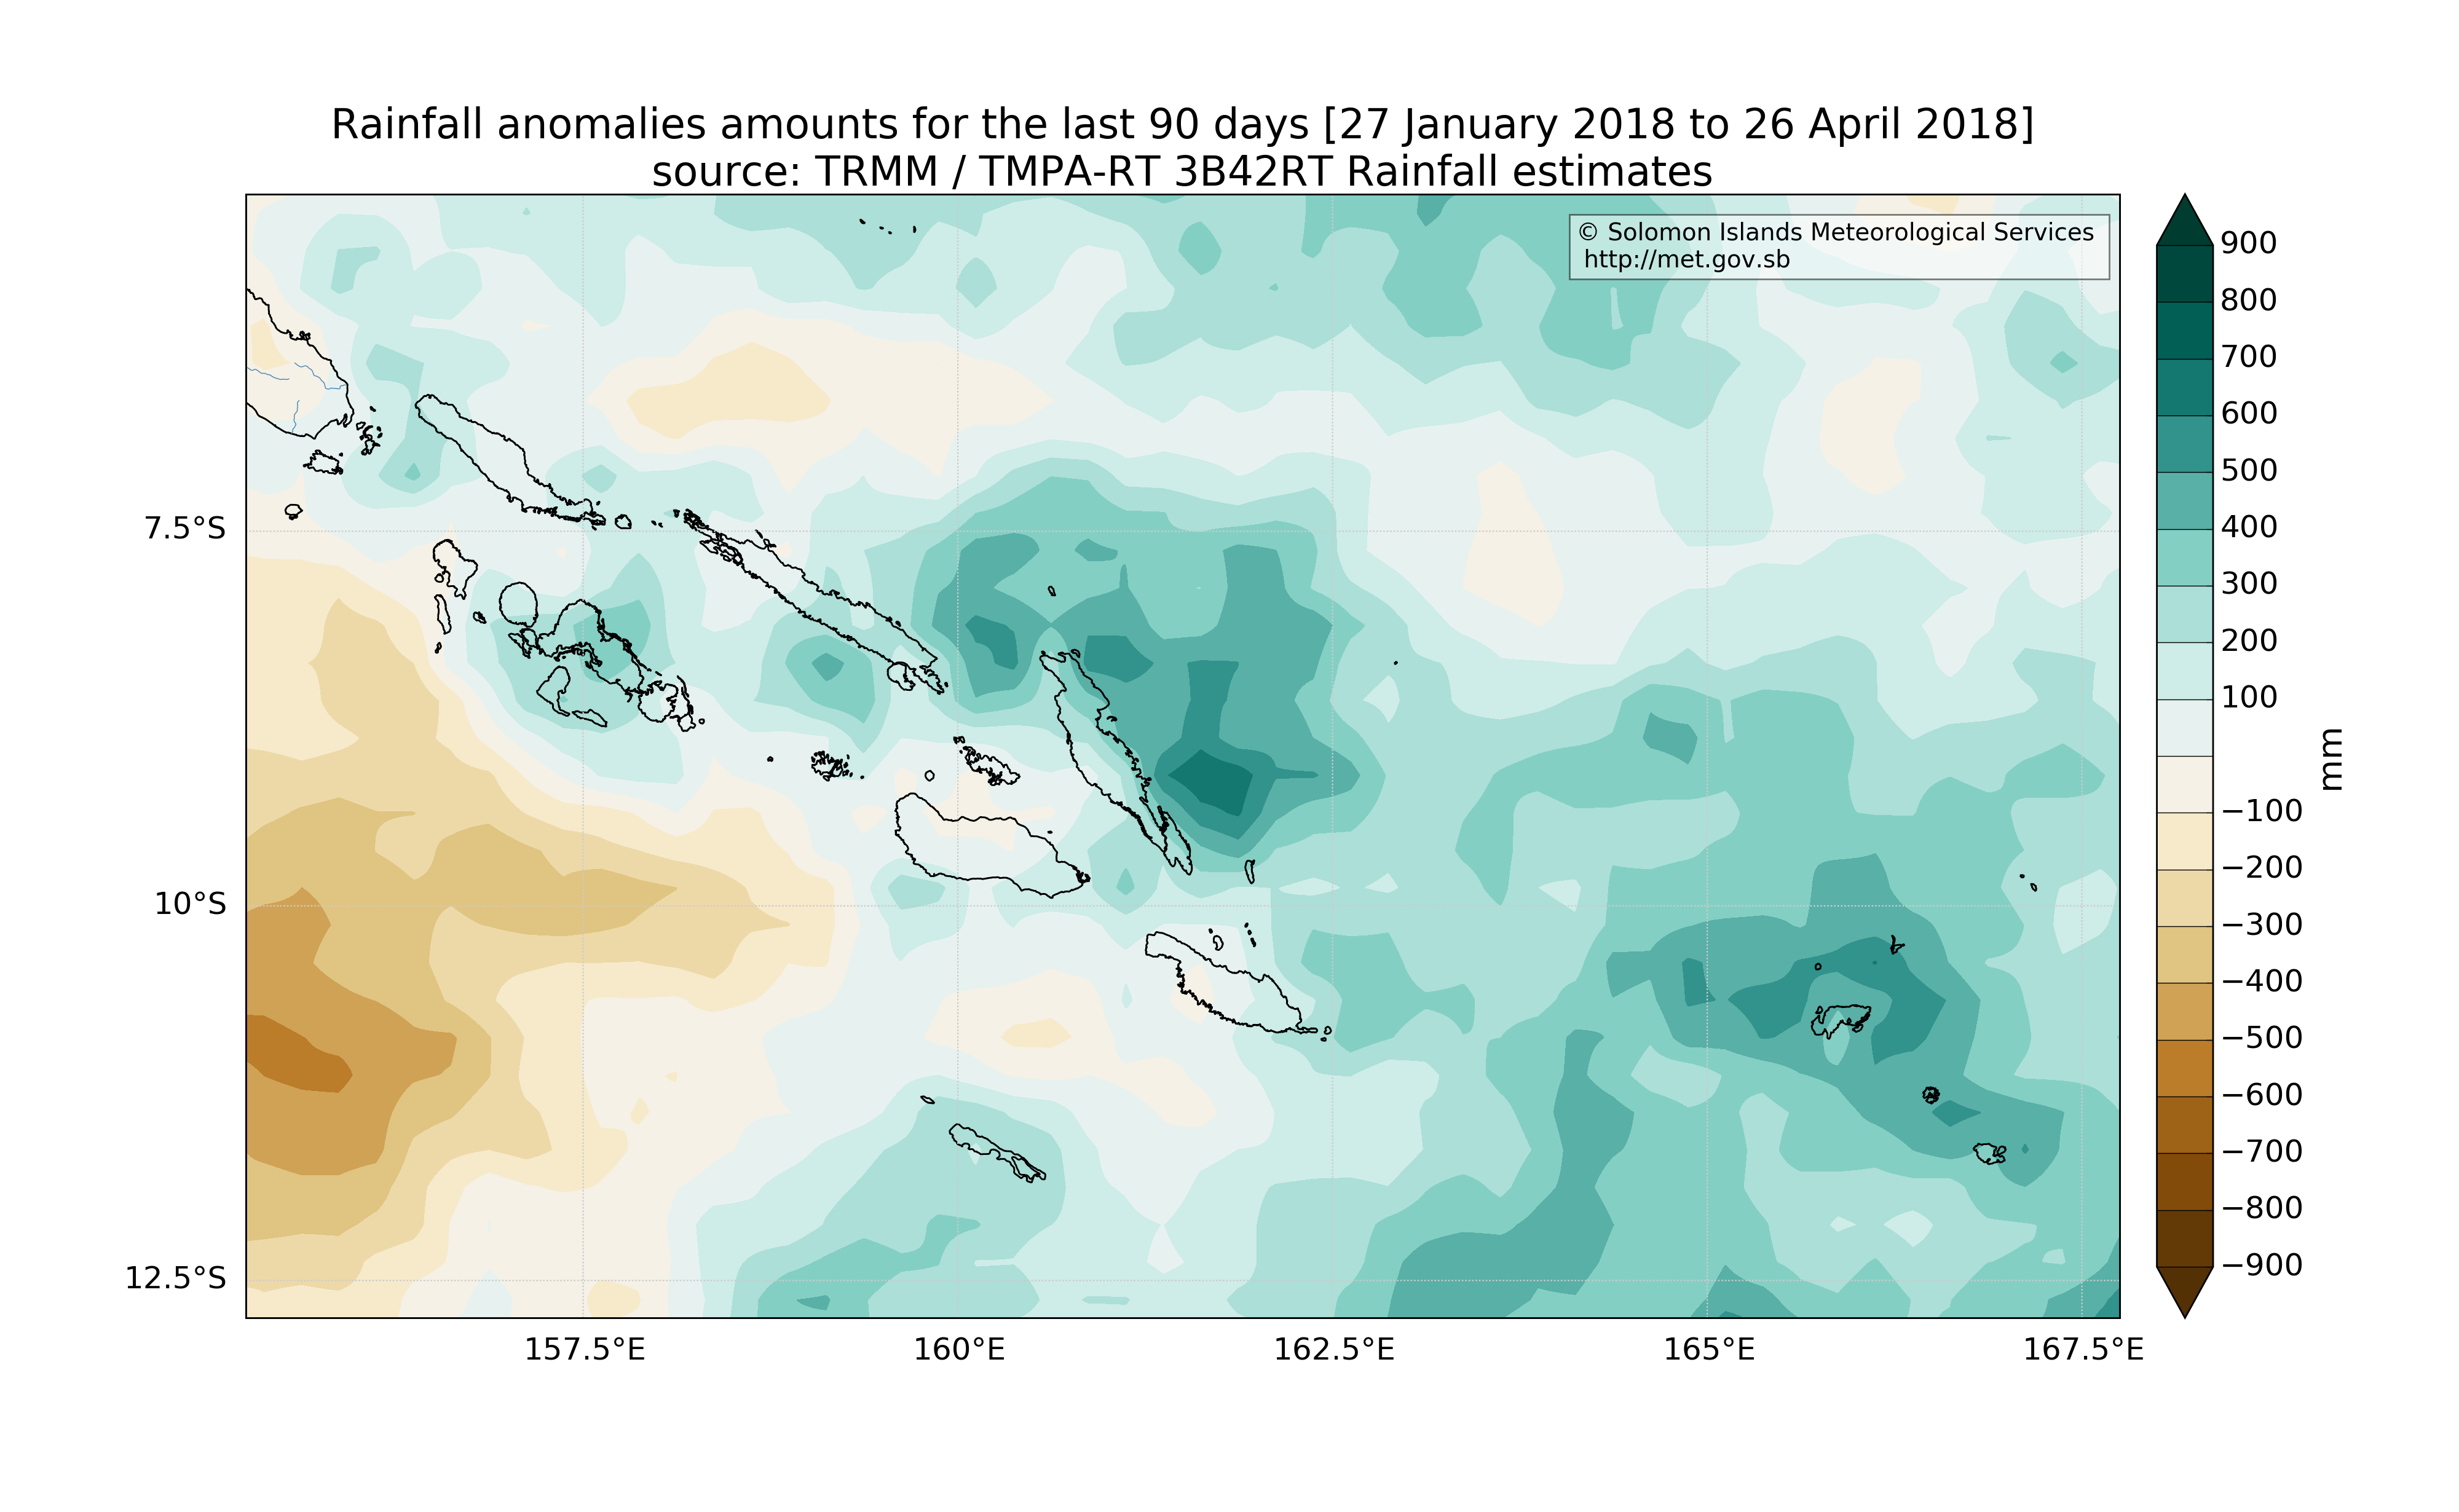 Rainfall anomalies amounts for the last 90 days [27 January 2018 to 26 April 2018]
source: TRMM / TMPA-RT 3B42RT Rainfall estimates
© Solomon Islands Meteorological Services
http://met.gov.sb
7.5°S
10°S
12.5°S
157.5°E
160°E
162.5°E
165°E
167.5°E
900
800
700
600
500
400
300
200
100
−100
−200
−300
−400
−500
−600
−700
−800
−900
mm